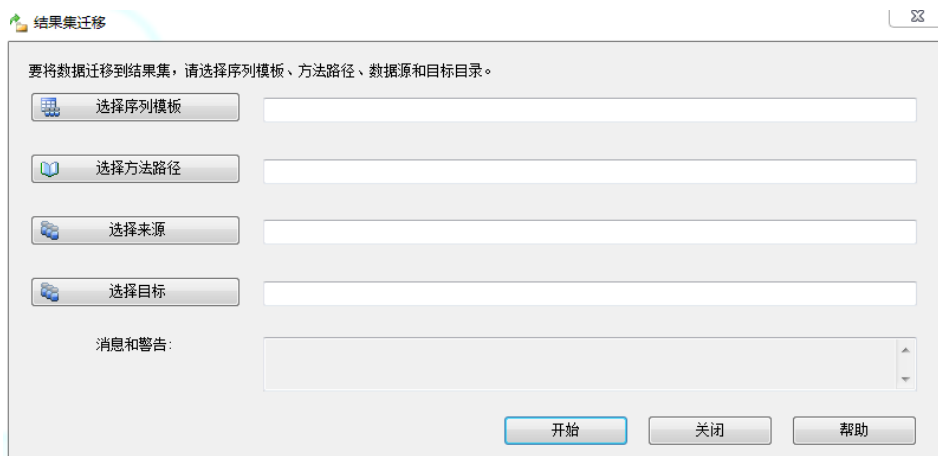 结果集迁移
要将数据迁移到结果集，请选择序列模板、方法路径、数据源和目标目录。
选择序列模板
选择方法路径
选择来源
选择目标
消息和警告:
开始
关闭
帮助